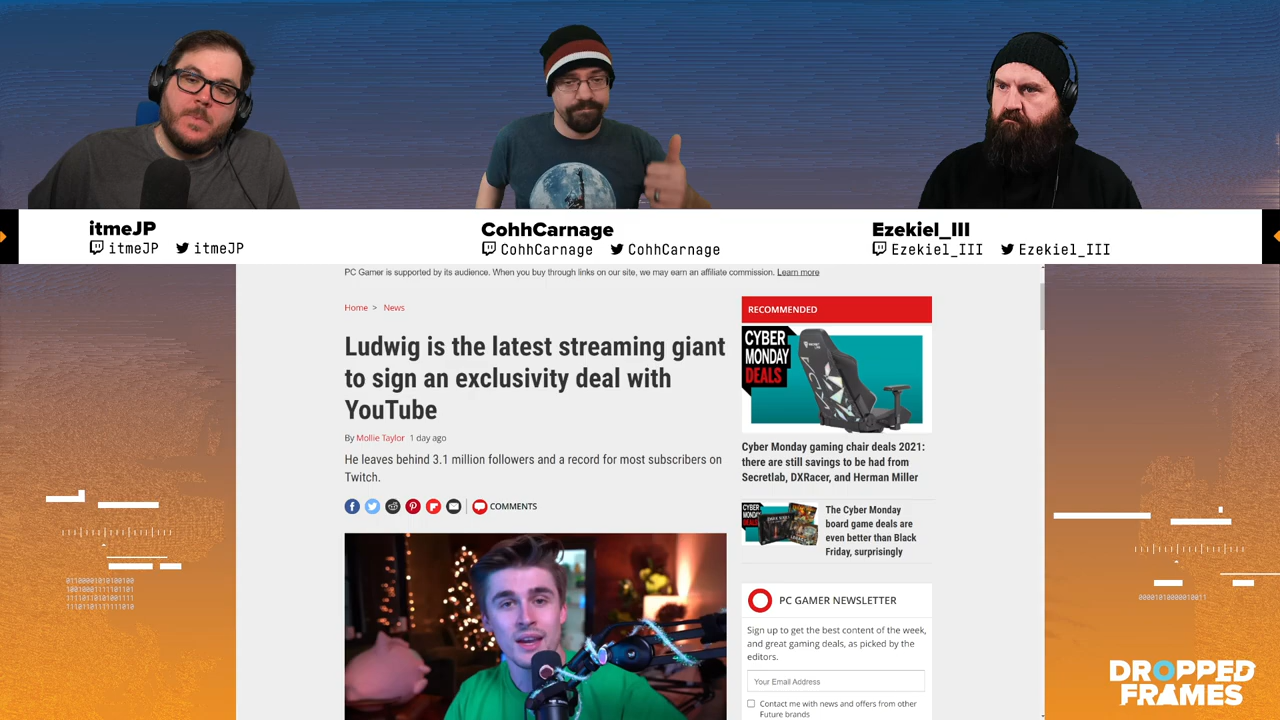 itmeJP
itmeJP itmeJP
CohhCarnage
CohhCarnage CohhCarnage
Ezekiel_III
Ezekiel_III Ezekiel_III
PC Gamer is supported by its audience. When you buy through links on our site, we may earn an affiliate commission. Learn more
Home > News
Ludwig is the latest streaming giant
to sign an exclusivity deal with
YouTube
By Mollie Taylor 1 day ago
He leaves behind 3.1 million followers and a record for most subscribers on
Twitch.
COMMENTS
RECOMMENDED
CYBER
MONDAY
DEALS
Cyber Monday gaming chair deals 2021:
there are still savings to be had from
Secretlab, DXRacer, and Herman Miller
The Cyber Monday
board game deals are
even better than Black
Friday, surprisingly
PC GAMER NEWSLETTER
Sign up to get the best content of the week,
and great gaming deals, as picked by the
editors.
Your Email Address
Contact me with news and offers from other
Future brands
DROPPED
FRAMES